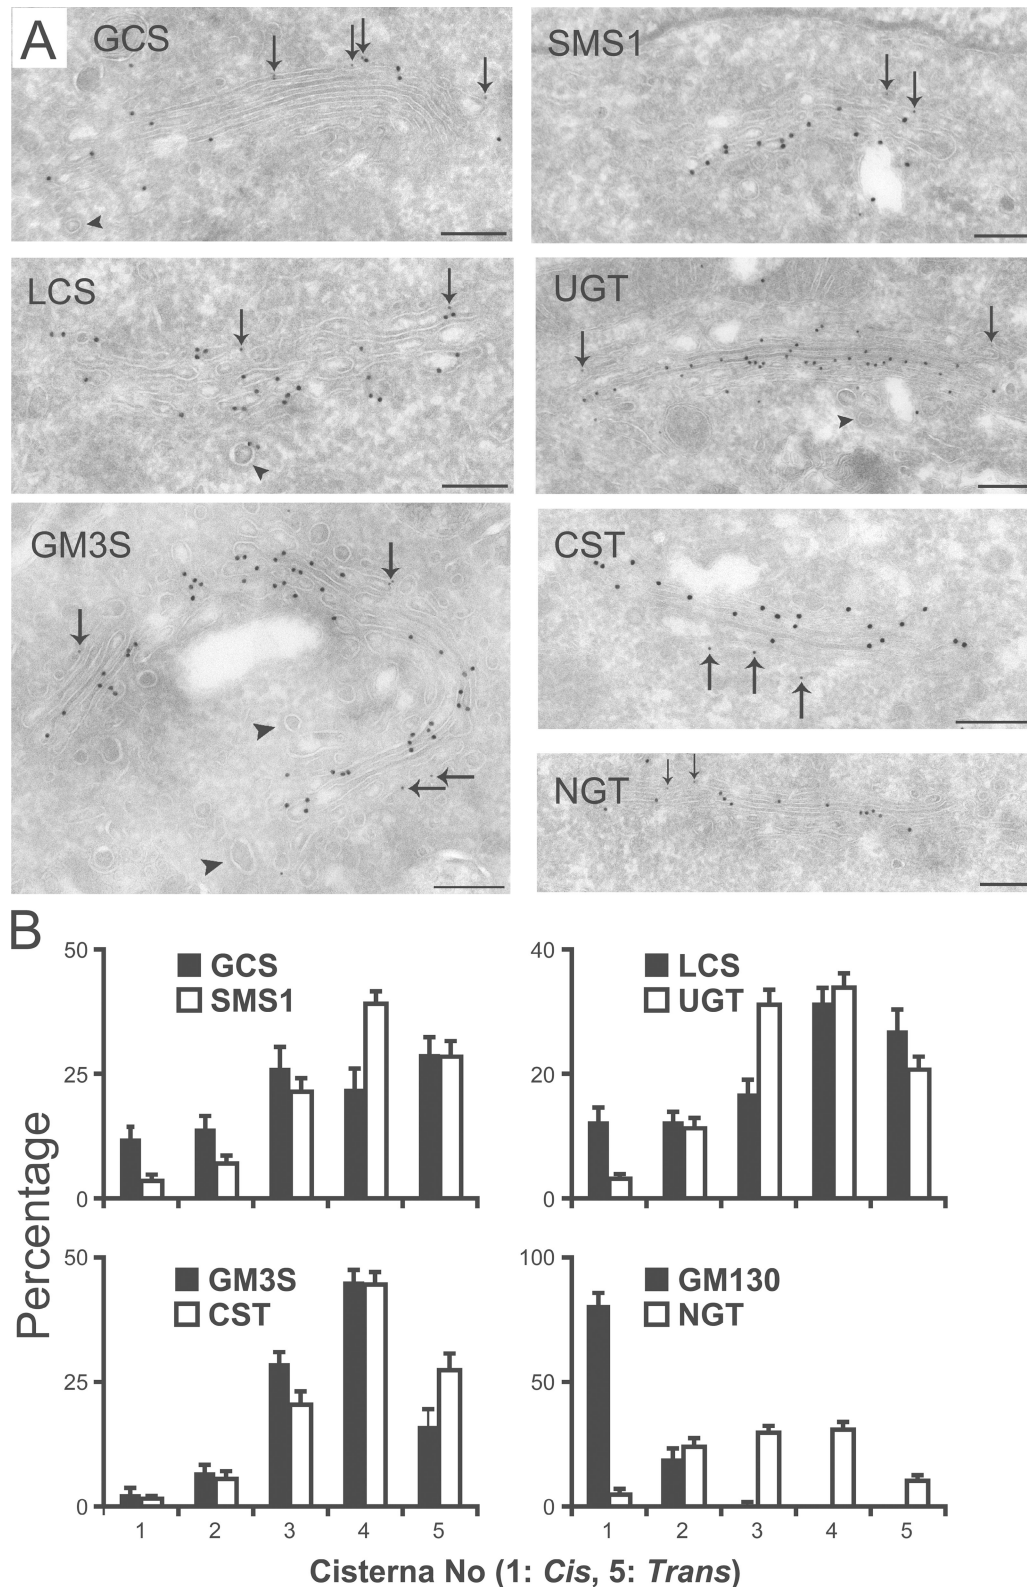 A
GCS
SMS1
LCS
UGT
GM3S
CST
NGT
B
Percentage
50
25
0
GCS
SMS1
40
20
0
LCS
UGT
50
25
0
GM3S
CST
1 2 3 4 5
100
50
0
GM130
NGT
1 2 3 4 5
Cisterna No (1: Cis, 5: Trans)